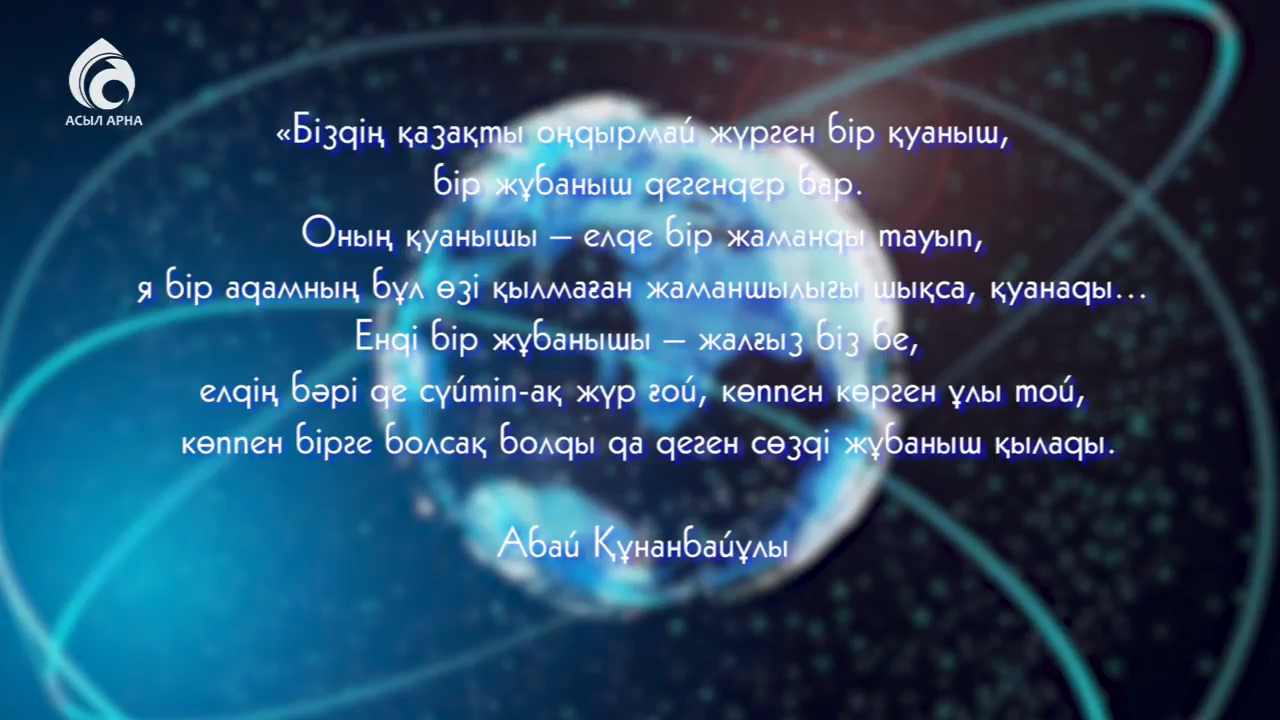 АСЫЛ АРНА
«Біздің қазақты оңдырмай жүрген бір қуаныш,
бір жұбаныш дегендер бар.
Оның қуанышы – елде бір жаманды тауып,
я бір адамның бұл өзі қылмаған жаманшылығы шықса, қуанады...
Енді бір жұбанышы – жалғыз біз бе,
елдің бәрі де сүйтіп-ақ жүр ғой, көппен көрген ұлы той,
көппен бірге болсақ болды да деген сөзді жұбаныш қылады.
Абай Құнанбайұлы